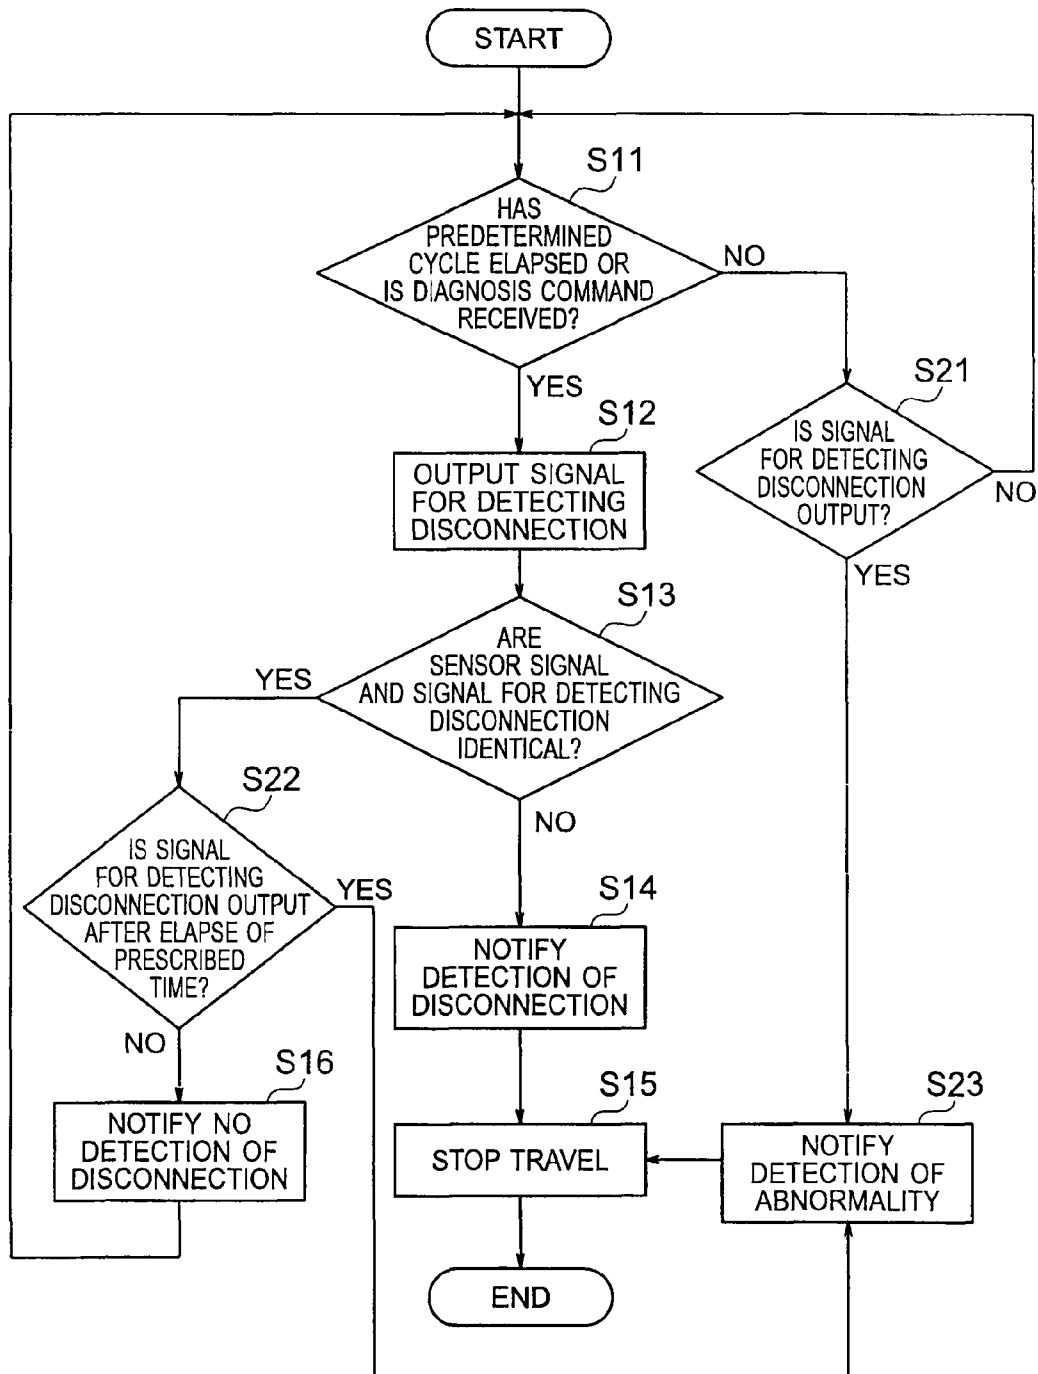 START
S11
HAS
PREDETERMINED
CYCLE ELAPSED OR
IS DIAGNOSIS COMMAND
RECEIVED?
NO
YES
S21
IS SIGNAL
FOR DETECTING
DISCONNECTION
OUTPUT?
NO
YES
S12
OUTPUT SIGNAL
FOR DETECTING
DISCONNECTION
S13
ARE
SENSOR SIGNAL
AND SIGNAL FOR DETECTING
DISCONNECTION
IDENTICAL?
YES
NO
S22
IS SIGNAL
FOR DETECTING
DISCONNECTION OUTPUT
AFTER ELAPSE OF
PRESCRIBED
TIME?
YES
NO
S14
NOTIFY
DETECTION OF
DISCONNECTION
S16
NOTIFY NO
DETECTION OF
DISCONNECTION
S15
STOP TRAVEL
S23
NOTIFY
DETECTION OF
ABNORMALITY
END